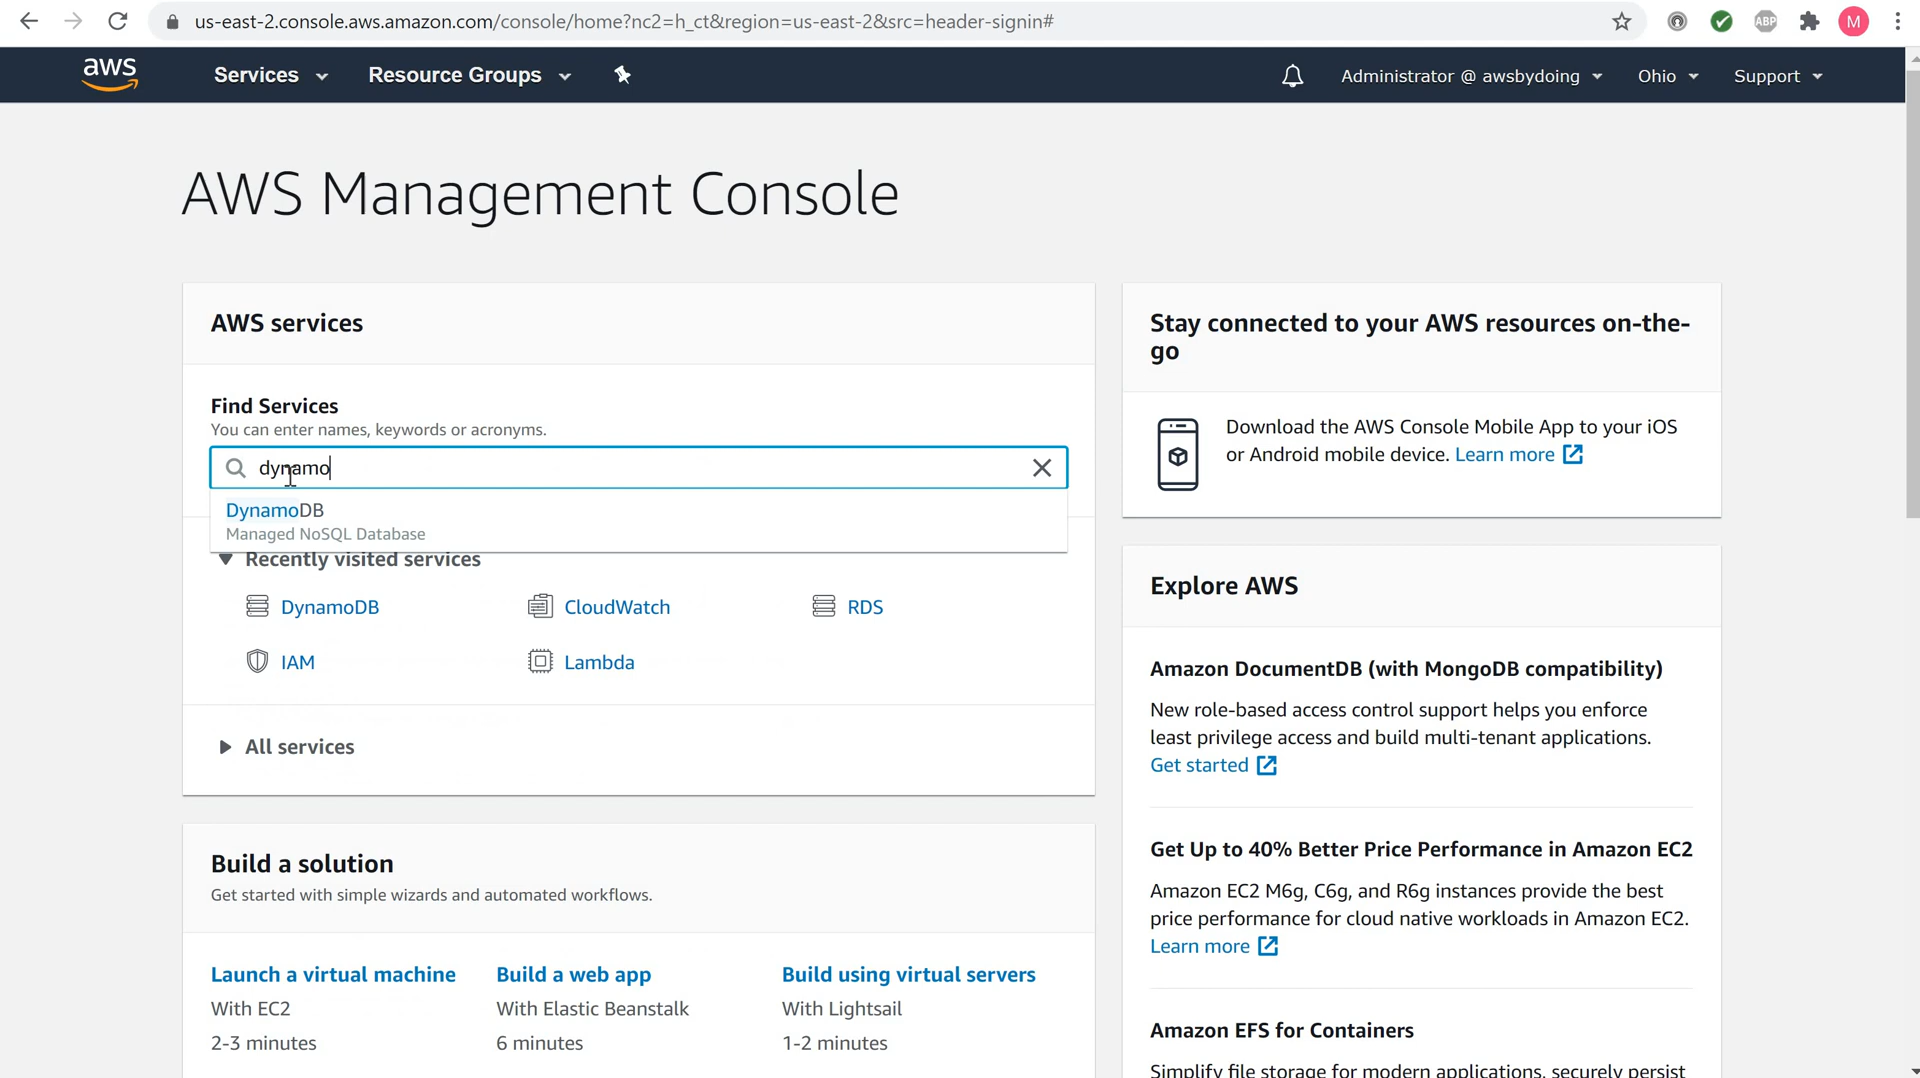 us-east-2.console.aws.amazon.com/console/home?nc2=h_ct&region=us-east-2&src=header-signin#
ABP
M
aws
Services
Resource Groups
Administrator @ awsbydoing
Ohio
Support
AWS Management Console
AWS services
Find Services
You can enter names, keywords or acronyms.
dynamo
DynamoDB
Managed NoSQL Database
Recently visited services
DynamoDB
CloudWatch
RDS
IAM
Lambda
All services
Build a solution
Get started with simple wizards and automated workflows.
Launch a virtual machine
With EC2
2-3 minutes
Build a web app
With Elastic Beanstalk
6 minutes
Build using virtual servers
With Lightsail
1-2 minutes
Stay connected to your AWS resources on-the-
go
Download the AWS Console Mobile App to your iOS
or Android mobile device. Learn more
Explore AWS
Amazon DocumentDB (with MongoDB compatibility)
New role-based access control support helps you enforce
least privilege access and build multi-tenant applications.
Get started
Get Up to 40% Better Price Performance in Amazon EC2
Amazon EC2 M6g, C6g, and R6g instances provide the best
price performance for cloud native workloads in Amazon EC2.
Learn more
Amazon EFS for Containers
Simplify file storage for modern applications, securely persist